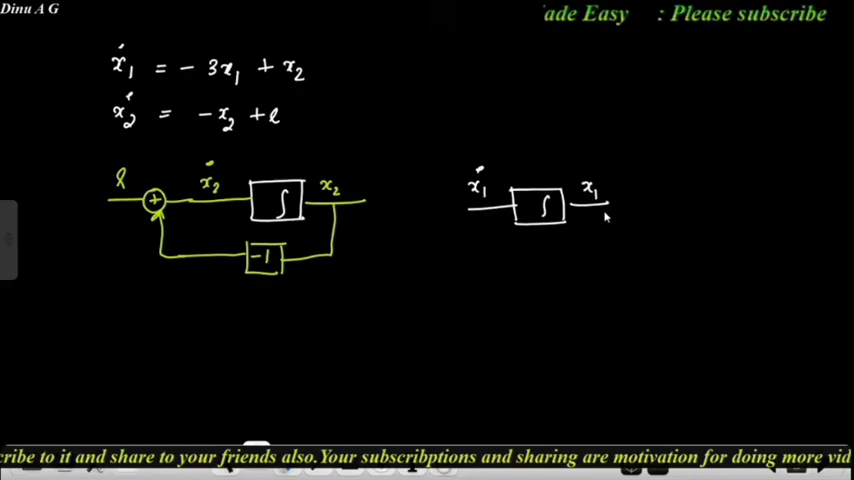 Dinu A G
ade Easy : Please subscribe
ẋ₁ = - 3x₁ + x₂
ẋ₂ = -x₂ + r
r + ẋ₂ ∫ x₂
ẋ₁ ∫ x₁
-1
cribe to it and share to your friends also.Your subscribptions and sharing are motivation for doing more vid